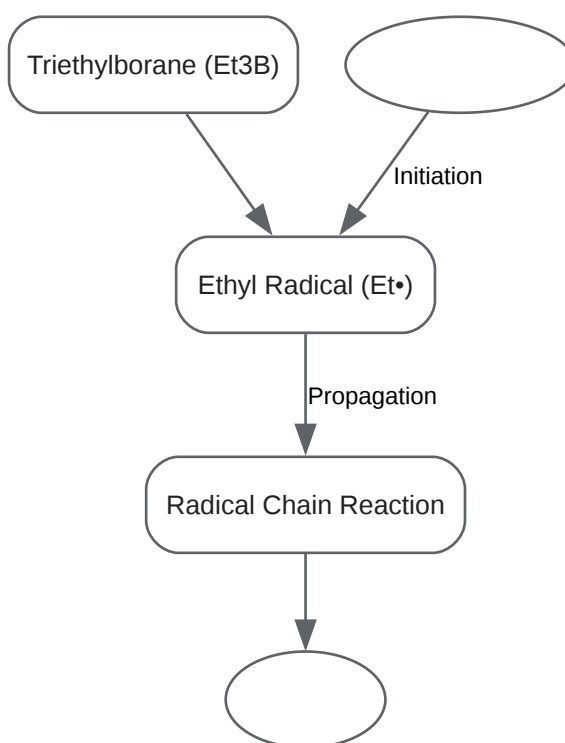 Triethylborane (Et3B)
Initiation
Ethyl Radical (Et•)
Propagation
Radical Chain Reaction